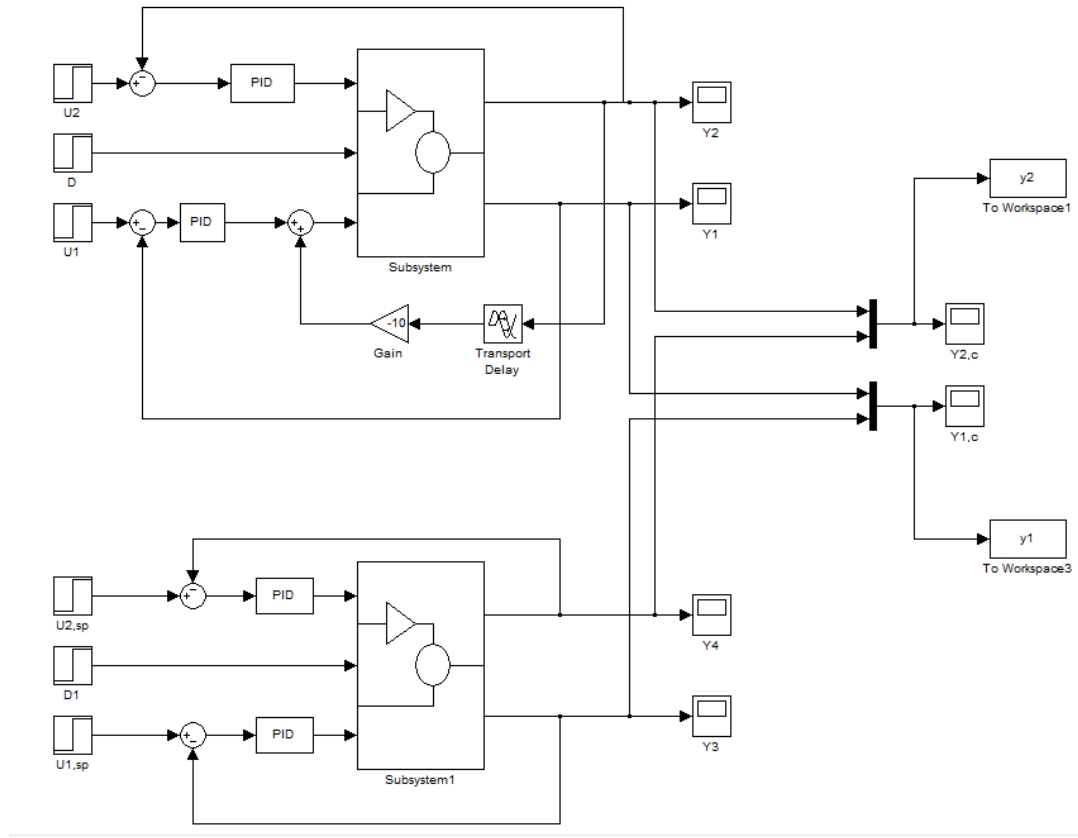 U2
+
−
PID
Y2
D
U1
+
−
PID
+
+
Subsystem
Y1
y2
To Workspace1
-10
Gain
Transport
Delay
Y2,c
Y1,c
y1
To Workspace3
U2,sp
+
−
PID
Y4
D1
U1,sp
+
−
PID
Y3
Subsystem1